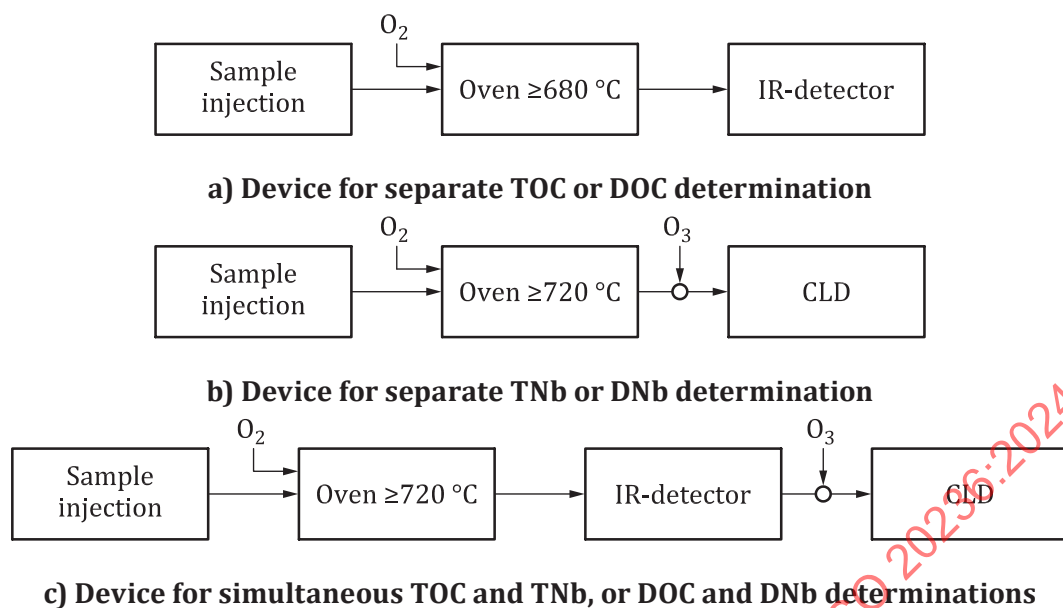 O₂
Sample injection
Oven ≥680 °C
IR-detector
a) Device for separate TOC or DOC determination
O₂
O₃
Sample injection
Oven ≥720 °C
CLD
b) Device for separate TNb or DNb determination
O₂
O₃
Sample injection
Oven ≥720 °C
IR-detector
CLD
c) Device for simultaneous TOC and TNb, or DOC and DNb determinations
20236:2024